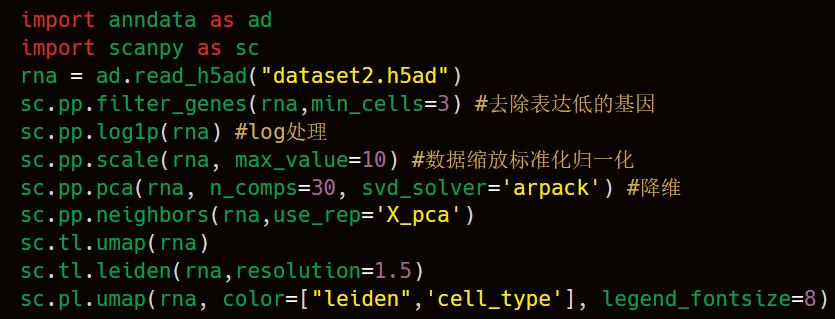 import anndata as ad
import scanpy as sc
rna = ad.read_h5ad("dataset2.h5ad")
sc.pp.filter_genes(rna,min_cells=3) #去除表达低的基因
sc.pp.log1p(rna) #log处理
sc.pp.scale(rna, max_value=10) #数据缩放标准化归一化
sc.pp.pca(rna, n_comps=30, svd_solver='arpack') #降维
sc.pp.neighbors(rna,use_rep='X_pca')
sc.tl.umap(rna)
sc.tl.leiden(rna,resolution=1.5)
sc.pl.umap(rna, color=["leiden",'cell_type'], legend_fontsize=8)